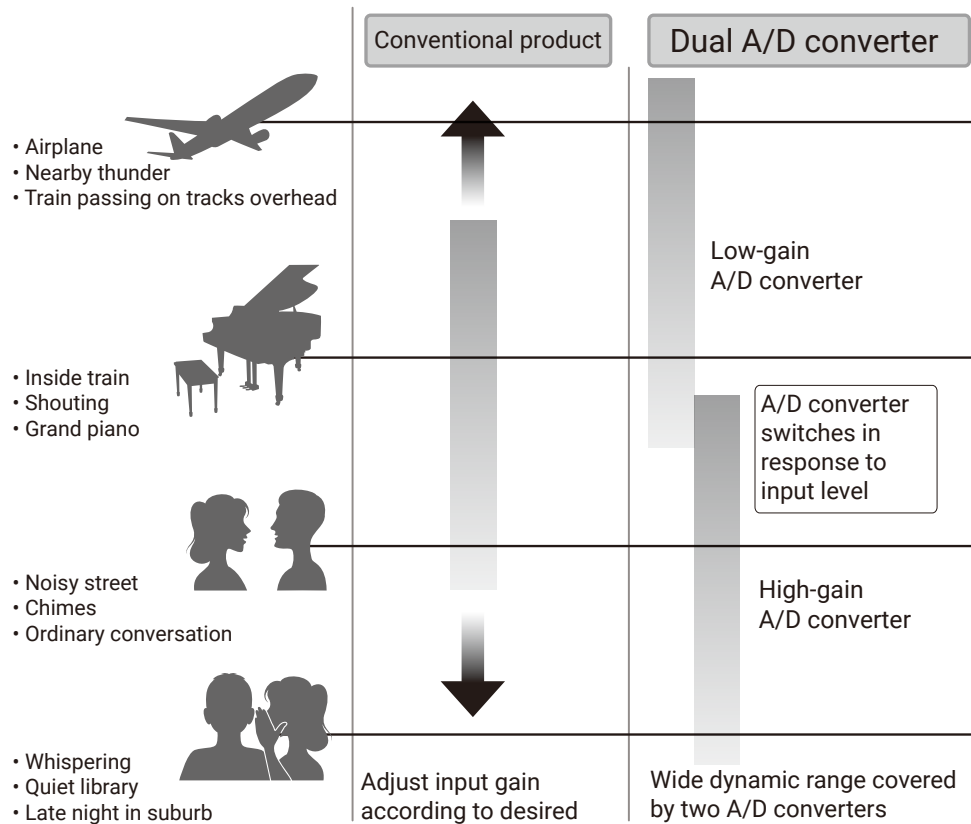 Conventional product
Dual A/D converter
• Airplane
• Nearby thunder
• Train passing on tracks overhead
Low-gain
A/D converter
• Inside train
• Shouting
• Grand piano
A/D converter
switches in
response to
input level
• Noisy street
• Chimes
• Ordinary conversation
High-gain
A/D converter
• Whispering
• Quiet library
• Late night in suburb
Adjust input gain
according to desired
Wide dynamic range covered
by two A/D converters